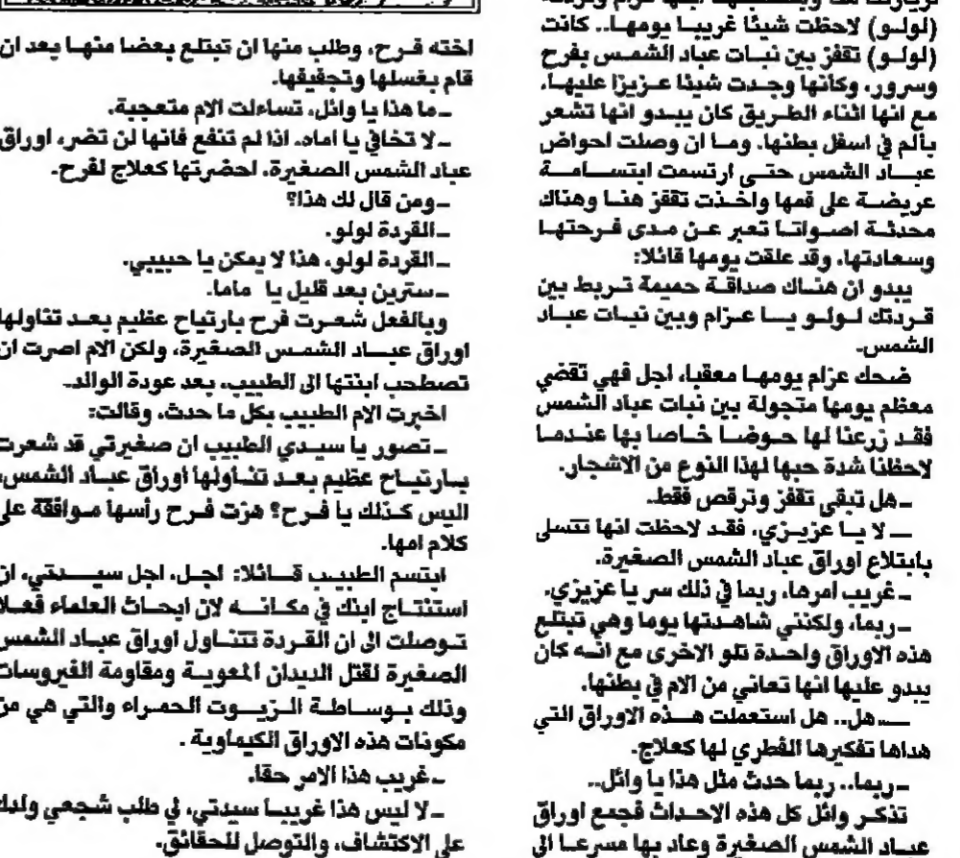 (لولو) لاحظت شيئا غريبا يومها.. كانت
(لولو) تقفز بين نبات عباد الشمس بفرح
وسرور، وكأنها وجدت شيئا عزيزا عليها،
مع انها اثناء الطريق كان يبدو انها تشعر
بألم في اسفل بطنها. وما ان وصلت احواض
عباد الشمس حتى ارتسمت ابتسامة
عريضة على فمها واخذت تقفز هنا وهناك
محدثة اصواتا تعبر عن مدى فرحتها
وسعادتها، وقد علقت يومها قائلا:
يبدو ان هناك صداقة حميمة تربط بين
قردتك لولو يا عزام وبين نبات عباد
الشمس.
ضحك عزام يومها معقبا، اجل فهي تقضي
معظم يومها متجولة بين نبات عباد الشمس
فقد زرعنا لها حوضا خاصا بها عندما
لاحظنا شدة حبها لهذا النوع من الاشجار.
ـ هل تبقى تقفز وترقص فقط.
ـ لا يا عزيزي، فقد لاحظت انها تتسلى
بابتلاع اوراق عباد الشمس الصغيرة.
ـ غريب امرها، ربما في ذلك سر يا عزيزي.
ـ ربما، ولكنني شاهدتها يوما وهي تبتلع
هذه الاوراق واحدة تلو الاخرى مع انه كان
يبدو عليها انها تعاني من الام في بطنها.
ـ هل.. هل استعملت هذه الاوراق التي
هداها تفكيرها الفطري لها كعلاج.
ـ ربما.. ربما حدث مثل هذا يا وائل..
تذكر وائل كل هذه الاحداث فجمع اوراق
عباد الشمس الصغيرة وعاد بها مسرعا الى
اخته فرح، وطلب منها ان تبتلع بعضا منها بعد ان
قام بغسلها وتجفيفها.
ـ ما هذا يا وائل، تساءلت الام متعجبة.
ـ لا تخافي يا اماه، اذا لم تنفع فانها لن تضر، اوراق
عباد الشمس الصغيرة، احضرتها كعلاج لفرح.
ـ ومن قال لك هذا؟
ـ القردة لولو.
ـ القردة لولو، هذا لا يمكن يا حبيبي.
ـ سترين بعد قليل يا ماما.
وبالفعل شعرت فرح بارتياح عظيم بعد تناولها
اوراق عباد الشمس الصغيرة، ولكن الام اصرت ان
تصطحب ابنتها الى الطبيب، بعد عودة الوالد.
اخبرت الام الطبيب بكل ما حدث، وقالت:
ـ تصور يا سيدي الطبيب ان صغيرتي قد شعرت
بارتياح عظيم بعد تناولها اوراق عباد الشمس،
اليس كذلك يا فرح؟ هزت فرح رأسها موافقة على
كلام امها.
ابتسم الطبيب قائلا: اجل، اجل سيدتي، ان
استنتاج ابنك في مكانه لان ابحاث العلماء فعلا
توصلت الى ان القردة تتناول اوراق عباد الشمس
الصغيرة لقتل الديدان المعوية ومقاومة الفيروسات
وذلك بوساطة الزيوت الحمراء والتي هي من
مكونات هذه الاوراق الكيماوية.
ـ غريب هذا الامر حقا.
ـ لا ليس هذا غريبا سيدتي، لي طلب شجعي وليك
على الاكتشاف، والتوصل للحقائق.